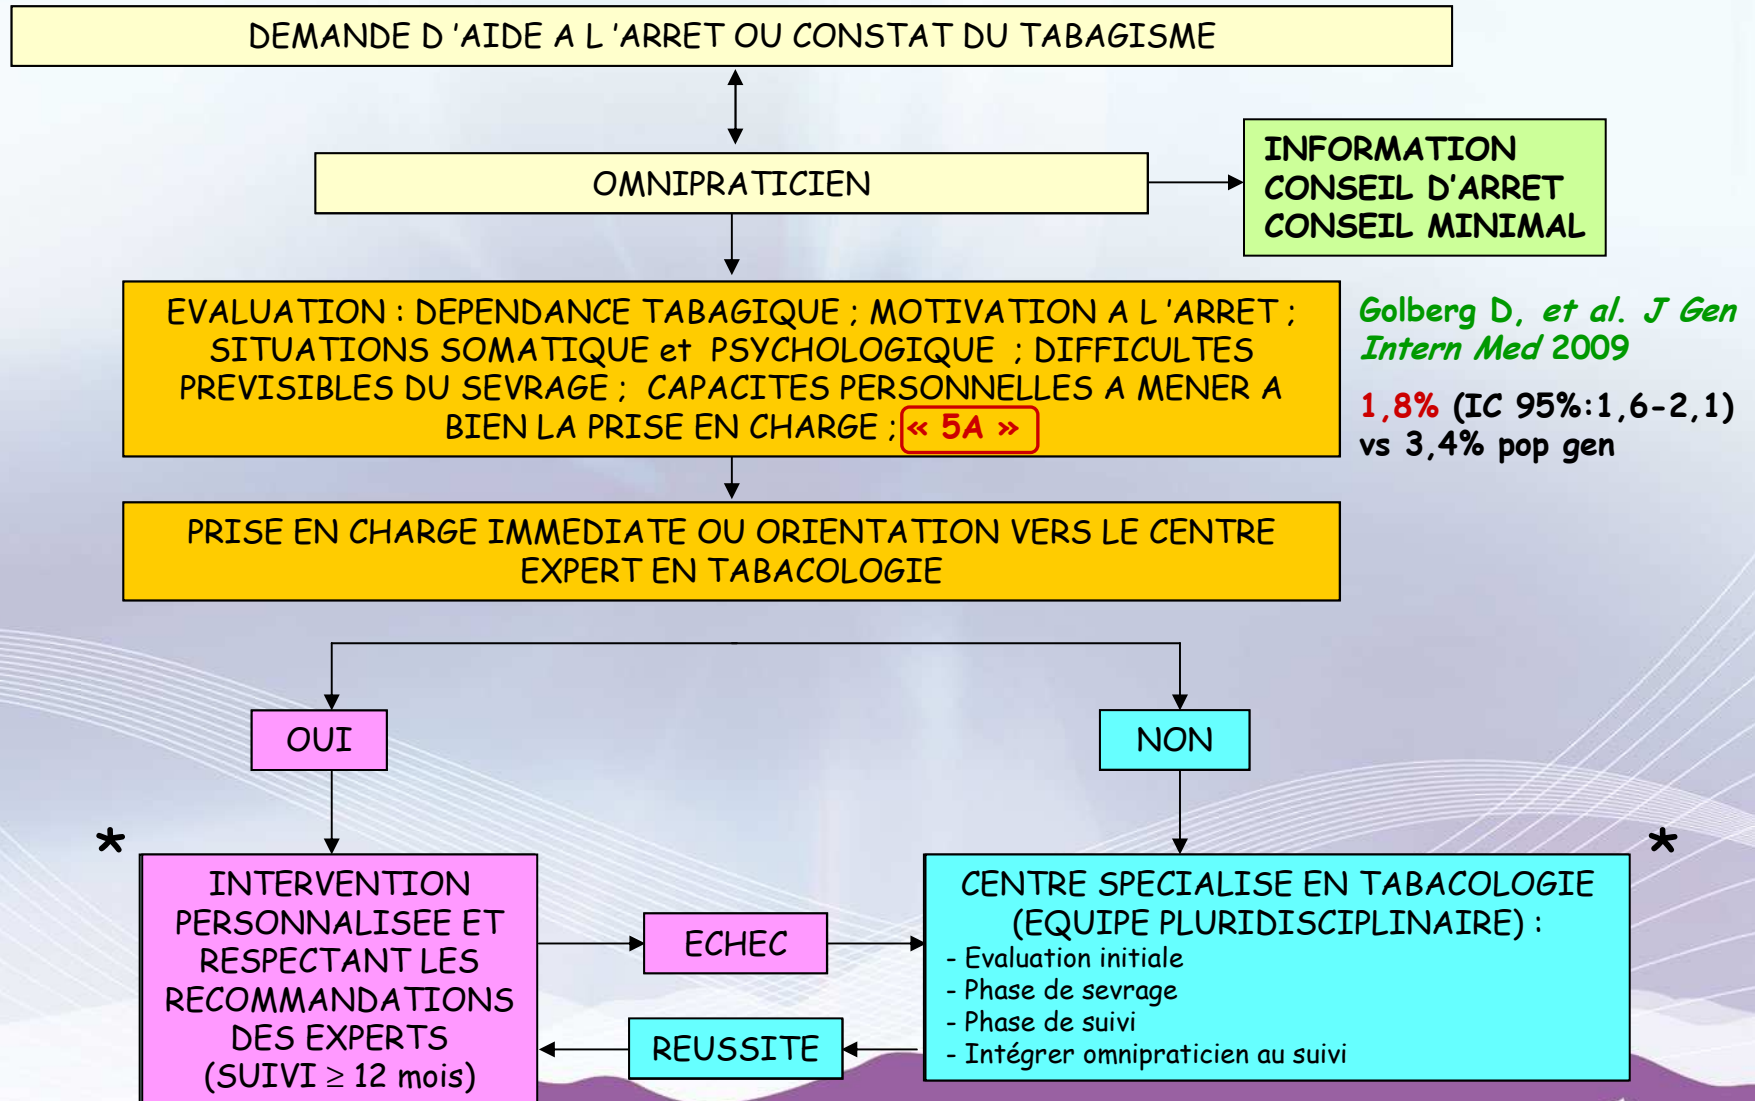 DEMANDE D 'AIDE A L 'ARRET OU CONSTAT DU TABAGISME
OMNIPRATICIEN
INFORMATION
CONSEIL D'ARRET
CONSEIL MINIMAL
EVALUATION : DEPENDANCE TABAGIQUE ; MOTIVATION A L 'ARRET ;
SITUATIONS SOMATIQUE et PSYCHOLOGIQUE ; DIFFICULTES
PREVISIBLES DU SEVRAGE ; CAPACITES PERSONNELLES A MENER A
BIEN LA PRISE EN CHARGE ; « 5A »
Golberg D, et al. J Gen
Intern Med 2009
1,8% (IC 95%:1,6-2,1)
vs 3,4% pop gen
PRISE EN CHARGE IMMEDIATE OU ORIENTATION VERS LE CENTRE
EXPERT EN TABACOLOGIE
OUI
NON
*
*
INTERVENTION
PERSONNALISEE ET
RESPECTANT LES
RECOMMANDATIONS
DES EXPERTS
(SUIVI ≥ 12 mois)
ECHEC
REUSSITE
CENTRE SPECIALISE EN TABACOLOGIE
(EQUIPE PLURIDISCIPLINAIRE) :
- Evaluation initiale
- Phase de sevrage
- Phase de suivi
- Intégrer omnipraticien au suivi